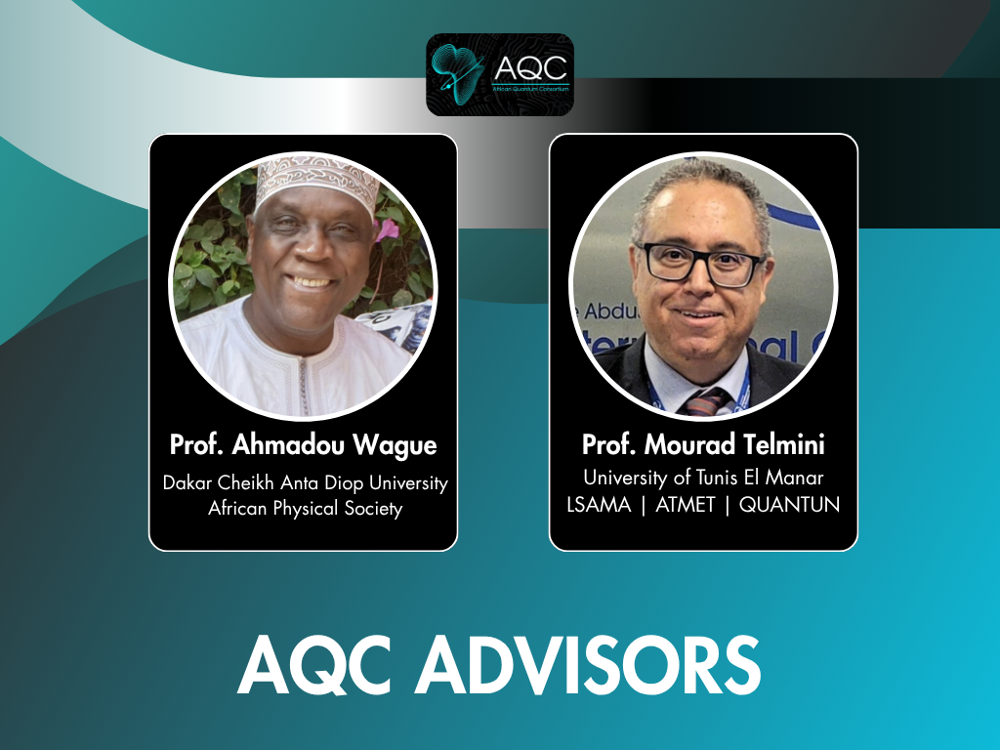 AQC
African Quantum Consortium
Prof. Ahmadou Wague
Dakar Cheikh Anta Diop University
African Physical Society
Prof. Mourad Telmini
University of Tunis El Manar
LSAMA | ATMET | QUANTUN
AQC ADVISORS